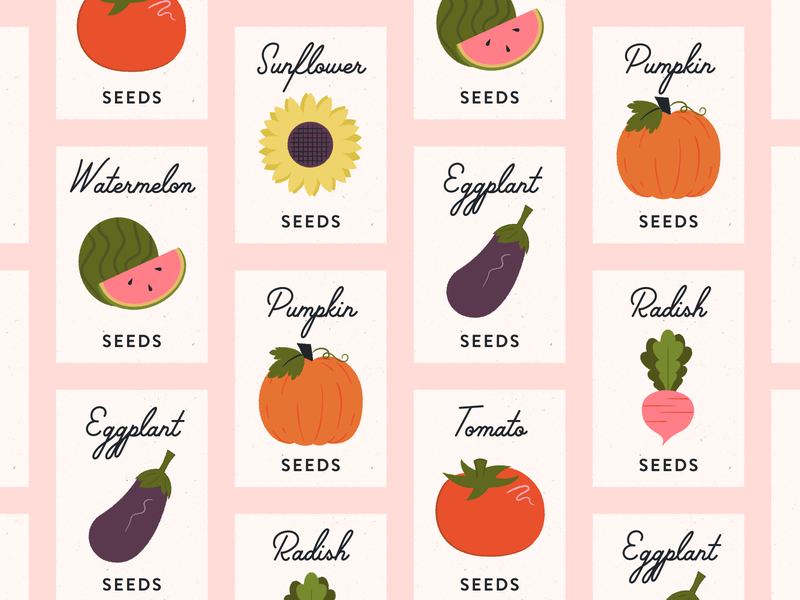 SEEDS
Watermelon
SEEDS
Eggplant
SEEDS
Sunflower
SEEDS
Pumpkin
SEEDS
Radish
SEEDS
Eggplant
SEEDS
Tomato
SEEDS
Pumpkin
SEEDS
Radish
SEEDS
Eggplant